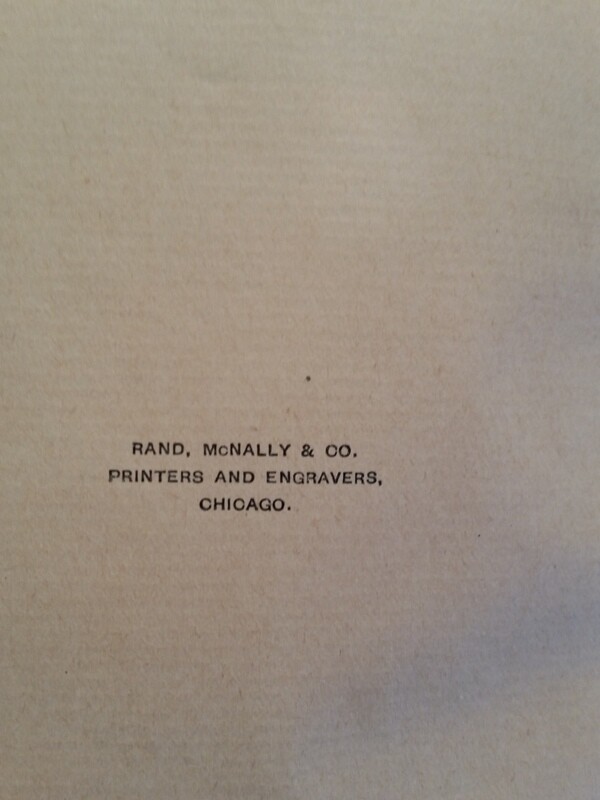 RAND, McNALLY & CO.
PRINTERS AND ENGRAVERS,
CHICAGO.